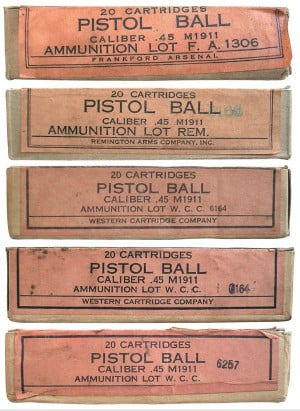 20 CARTRIDGES
PISTOL BALL
CALIBER .45 M1911
AMMUNITION LOT F. A. 1306
FRANKFORD ARSENAL
20 CARTRIDGES
PISTOL BALL
CALIBER .45 M1911
AMMUNITION LOT REM.
REMINGTON ARMS COMPANY, INC.
20 CARTRIDGES
PISTOL BALL
CALIBER .45 M1911
AMMUNITION LOT W. C. C. 6164
WESTERN CARTRIDGE COMPANY
20 CARTRIDGES
PISTOL BALL
CALIBER .45 M1911
AMMUNITION LOT W. C. C. 6164
WESTERN CARTRIDGE COMPANY
20 CARTRIDGES
PISTOL BALL
CALIBER .45 M1911 6257
AMMUNITION LOT W. C. C.